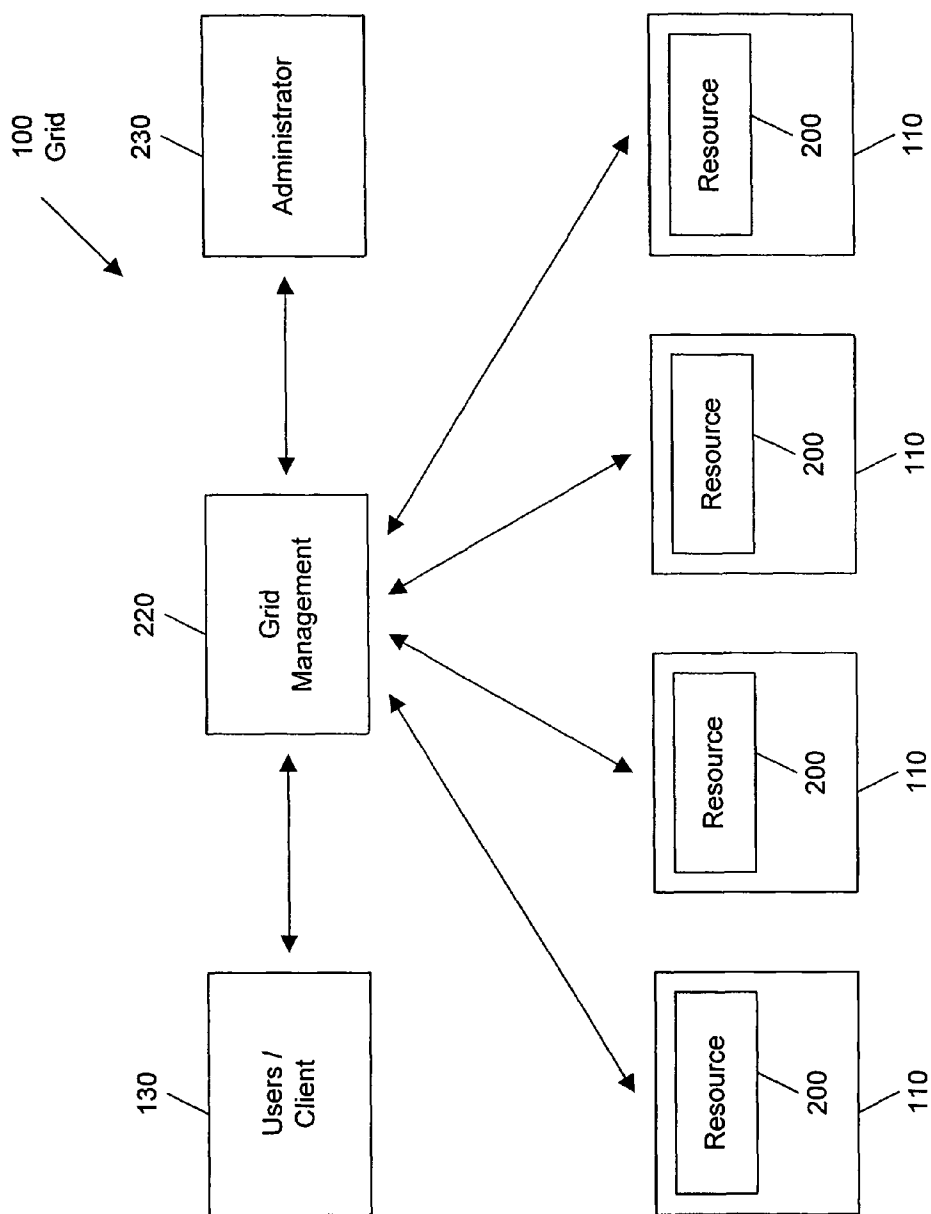 100
Grid
130
220
230
Users /
Client
Grid
Management
Administrator
Resource
Resource
Resource
Resource
200
200
200
200
110
110
110
110